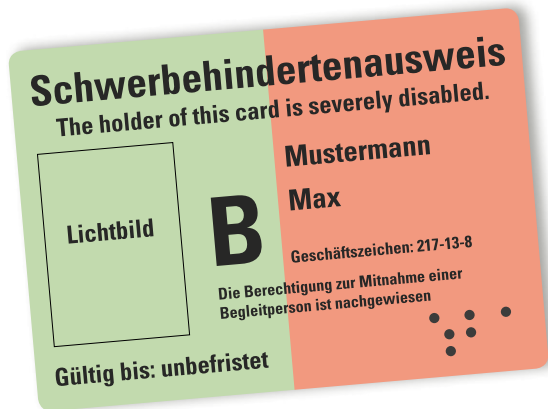 Schwerbehindertenausweis
The holder of this card is severely disabled.
Mustermann
Max
Lichtbild
B
Geschäftszeichen: 217-13-8
Die Berechtigung zur Mitnahme einer
Begleitperson ist nachgewiesen
Gültig bis: unbefristet